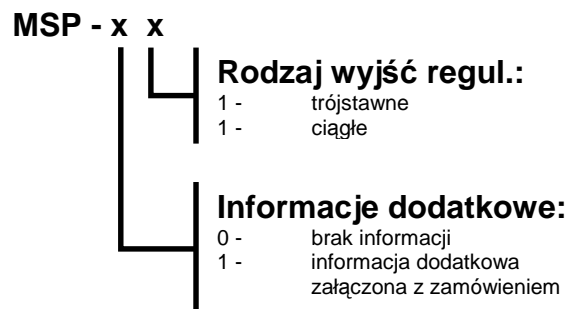 MSP - x x
Rodzaj wyjść regul.:
1 - trójstawne
1 - ciągłe
Informacje dodatkowe:
0 - brak informacji
1 - informacja dodatkowa
załączona z zamówieniem